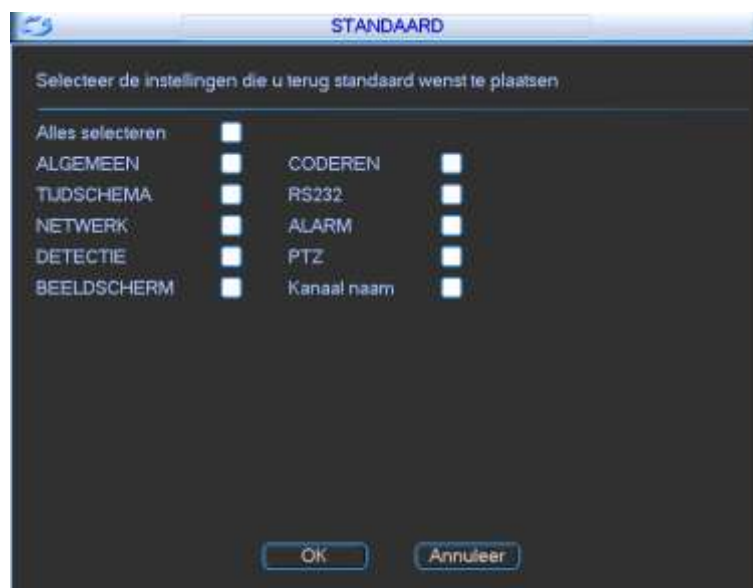 STANDAARD
Selecteer de instellingen die u terug standaard wenst te plaatsen
Alles selecteren
ALGEMEEN CODEREN
TIJDSCHEMA RS232
NETWERK ALARM
DETECTIE PTZ
BEELDSCHERM Kanaal naam
OK Annuleer